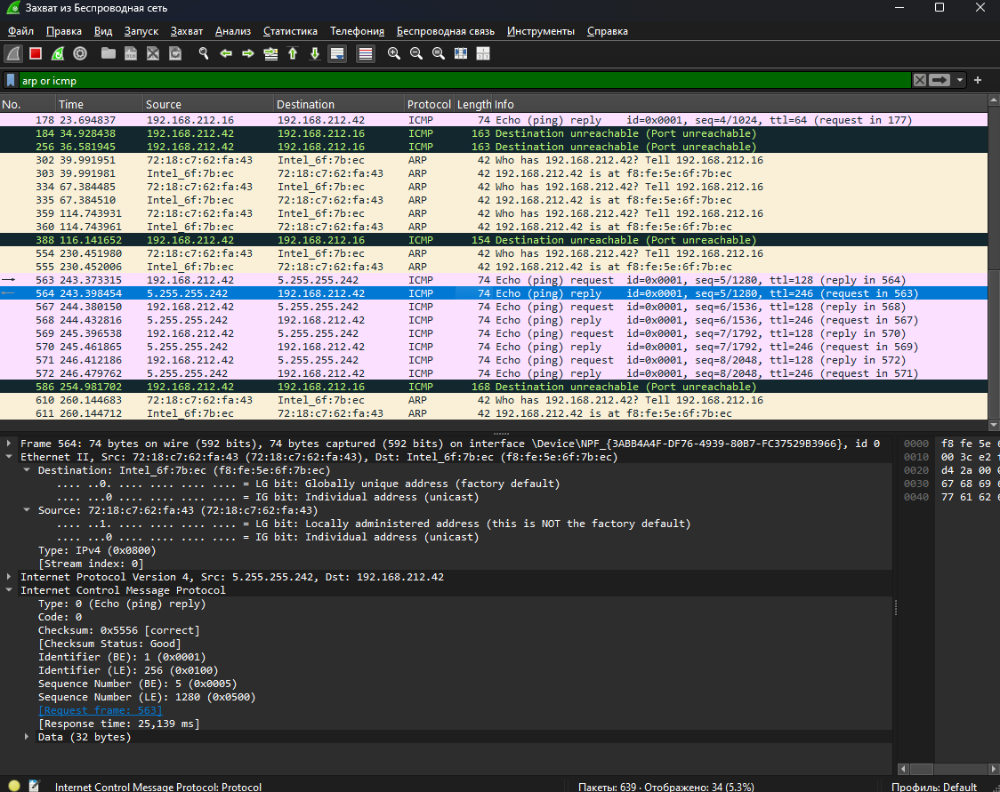 Захват из Беспроводная сеть
Файл Правка Вид Запуск Захват Анализ Статистика Телефония Беспроводная связь Инструменты Справка
arp or icmp
No. Time Source Destination Protocol Length Info
178 23.694837 192.168.212.16 192.168.212.42 ICMP 74 Echo (ping) reply id=0x0001, seq=4/1024, ttl=64 (request in 177)
184 34.928438 192.168.212.42 192.168.212.16 ICMP 163 Destination unreachable (Port unreachable)
256 36.581945 192.168.212.42 192.168.212.16 ICMP 163 Destination unreachable (Port unreachable)
302 39.991951 72:18:c7:62:fa:43 Intel_6f:7b:ec ARP 42 Who has 192.168.212.42? Tell 192.168.212.16
303 39.991981 Intel_6f:7b:ec 72:18:c7:62:fa:43 ARP 42 192.168.212.42 is at f8:fe:5e:6f:7b:ec
334 67.384485 72:18:c7:62:fa:43 Intel_6f:7b:ec ARP 42 Who has 192.168.212.42? Tell 192.168.212.16
335 67.384510 Intel_6f:7b:ec 72:18:c7:62:fa:43 ARP 42 192.168.212.42 is at f8:fe:5e:6f:7b:ec
359 114.743931 72:18:c7:62:fa:43 Intel_6f:7b:ec ARP 42 Who has 192.168.212.42? Tell 192.168.212.16
360 114.743961 Intel_6f:7b:ec 72:18:c7:62:fa:43 ARP 42 192.168.212.42 is at f8:fe:5e:6f:7b:ec
388 116.141652 192.168.212.42 192.168.212.16 ICMP 154 Destination unreachable (Port unreachable)
554 230.451980 72:18:c7:62:fa:43 Intel_6f:7b:ec ARP 42 Who has 192.168.212.42? Tell 192.168.212.16
555 230.452006 Intel_6f:7b:ec 72:18:c7:62:fa:43 ARP 42 192.168.212.42 is at f8:fe:5e:6f:7b:ec
563 243.373315 192.168.212.42 5.255.255.242 ICMP 74 Echo (ping) request id=0x0001, seq=5/1280, ttl=128 (reply in 564)
564 243.398454 5.255.255.242 192.168.212.42 ICMP 74 Echo (ping) reply id=0x0001, seq=5/1280, ttl=246 (request in 563)
567 244.380150 192.168.212.42 5.255.255.242 ICMP 74 Echo (ping) request id=0x0001, seq=6/1536, ttl=128 (reply in 568)
568 244.432816 5.255.255.242 192.168.212.42 ICMP 74 Echo (ping) reply id=0x0001, seq=6/1536, ttl=246 (request in 567)
569 245.396538 192.168.212.42 5.255.255.242 ICMP 74 Echo (ping) request id=0x0001, seq=7/1792, ttl=128 (reply in 570)
570 245.461865 5.255.255.242 192.168.212.42 ICMP 74 Echo (ping) reply id=0x0001, seq=7/1792, ttl=246 (request in 569)
571 246.412186 192.168.212.42 5.255.255.242 ICMP 74 Echo (ping) request id=0x0001, seq=8/2048, ttl=128 (reply in 572)
572 246.479762 5.255.255.242 192.168.212.42 ICMP 74 Echo (ping) reply id=0x0001, seq=8/2048, ttl=246 (request in 571)
586 254.981702 192.168.212.42 192.168.212.16 ICMP 168 Destination unreachable (Port unreachable)
610 260.144683 72:18:c7:62:fa:43 Intel_6f:7b:ec ARP 42 Who has 192.168.212.42? Tell 192.168.212.16
611 260.144712 Intel_6f:7b:ec 72:18:c7:62:fa:43 ARP 42 192.168.212.42 is at f8:fe:5e:6f:7b:ec
Frame 564: 74 bytes on wire (592 bits), 74 bytes captured (592 bits) on interface \Device\NPF_{3ABB4A4F-DF76-4939-80B7-FC37529B3966}, id 0
Ethernet II, Src: 72:18:c7:62:fa:43 (72:18:c7:62:fa:43), Dst: Intel_6f:7b:ec (f8:fe:5e:6f:7b:ec)
Destination: Intel_6f:7b:ec (f8:fe:5e:6f:7b:ec)
.... ..0. .... .... .... .... = LG bit: Globally unique address (factory default)
.... ...0 .... .... .... .... = IG bit: Individual address (unicast)
Source: 72:18:c7:62:fa:43 (72:18:c7:62:fa:43)
.... ..1. .... .... .... .... = LG bit: Locally administered address (this is NOT the factory default)
.... ...0 .... .... .... .... = IG bit: Individual address (unicast)
Type: IPv4 (0x0800)
[Stream index: 0]
Internet Protocol Version 4, Src: 5.255.255.242, Dst: 192.168.212.42
Internet Control Message Protocol
Type: 0 (Echo (ping) reply)
Code: 0
Checksum: 0x5556 [correct]
[Checksum Status: Good]
Identifier (BE): 1 (0x0001)
Identifier (LE): 256 (0x0100)
Sequence Number (BE): 5 (0x0005)
Sequence Number (LE): 1280 (0x0500)
[Request frame: 563]
[Response time: 25,139 ms]
Data (32 bytes)
0000 f8 fe 5e
0010 00 3c e2
0020 d4 2a 00
0030 67 68 69
0040 77 61 62
Internet Control Message Protocol: Protocol
Пакеты: 639 · Отображено: 34 (5.3%)
Профиль: Default